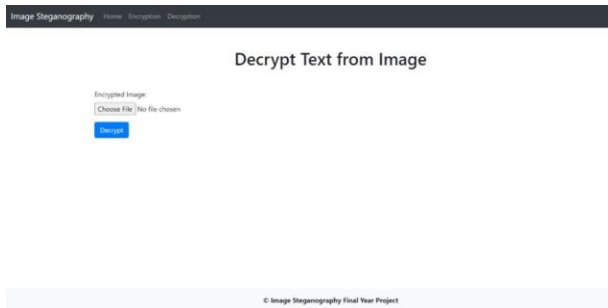 Image Steganography Home Encryption Decryption
Decrypt Text from Image
Encrypted Image:
Choose File No file chosen
Decrypt
© Image Steganography Final Year Project